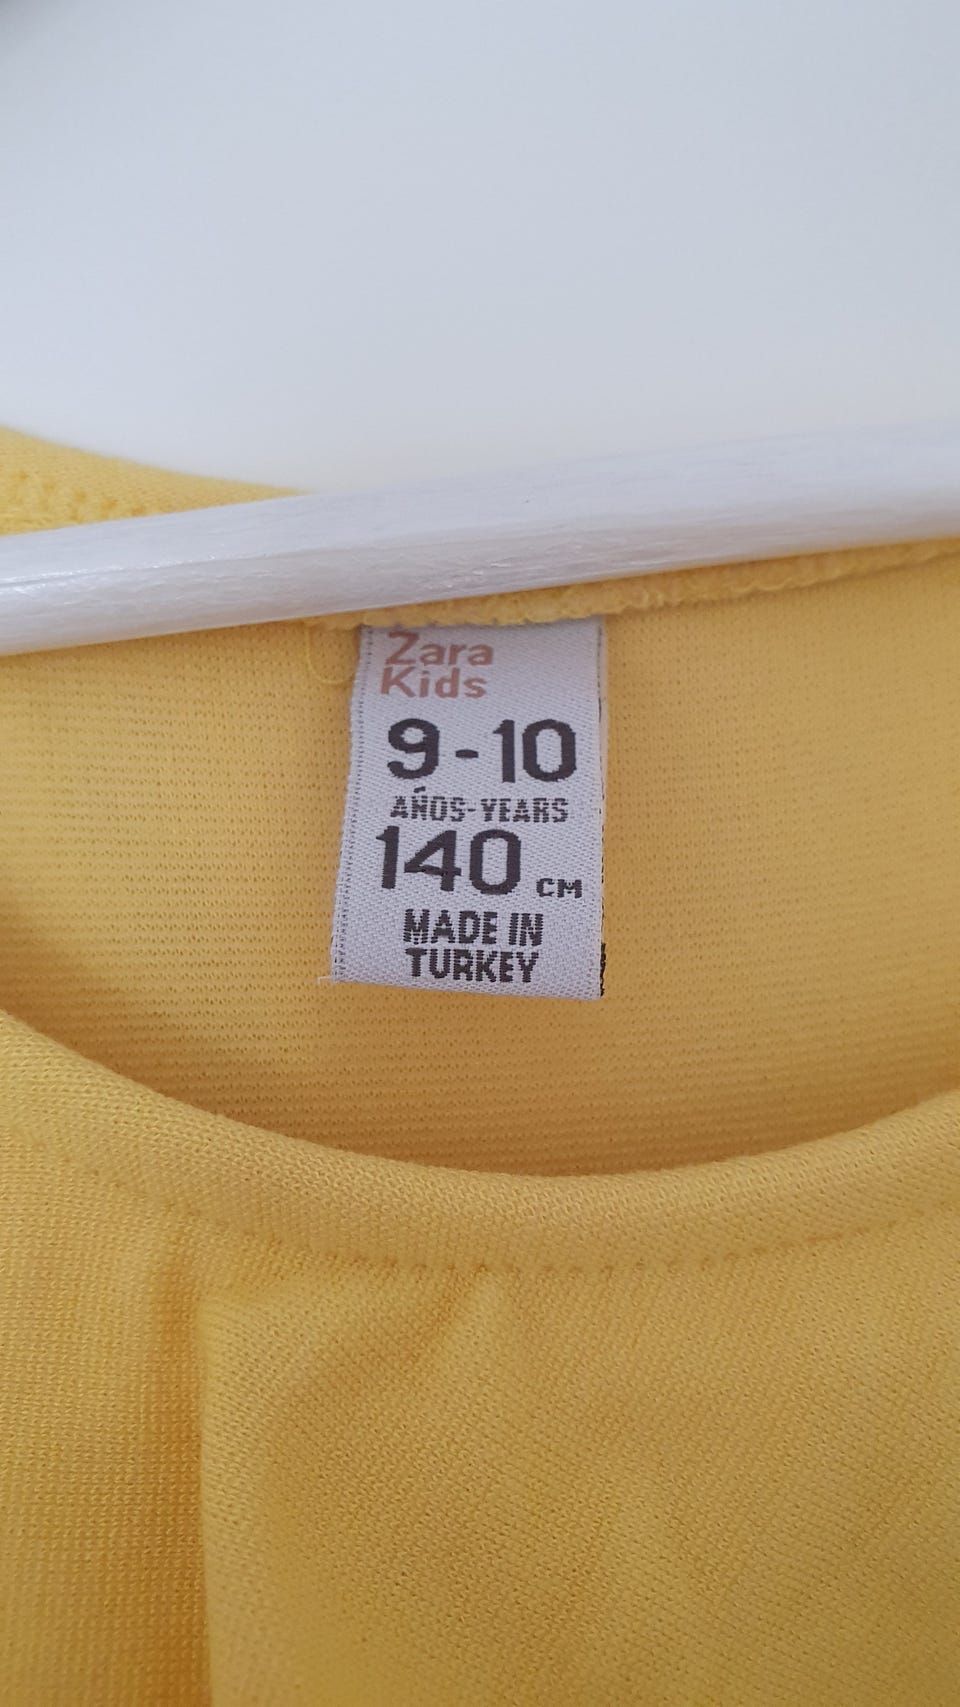 Zara
Kids
9-10
AÑOS-YEARS
140 CM
MADE IN
TURKEY